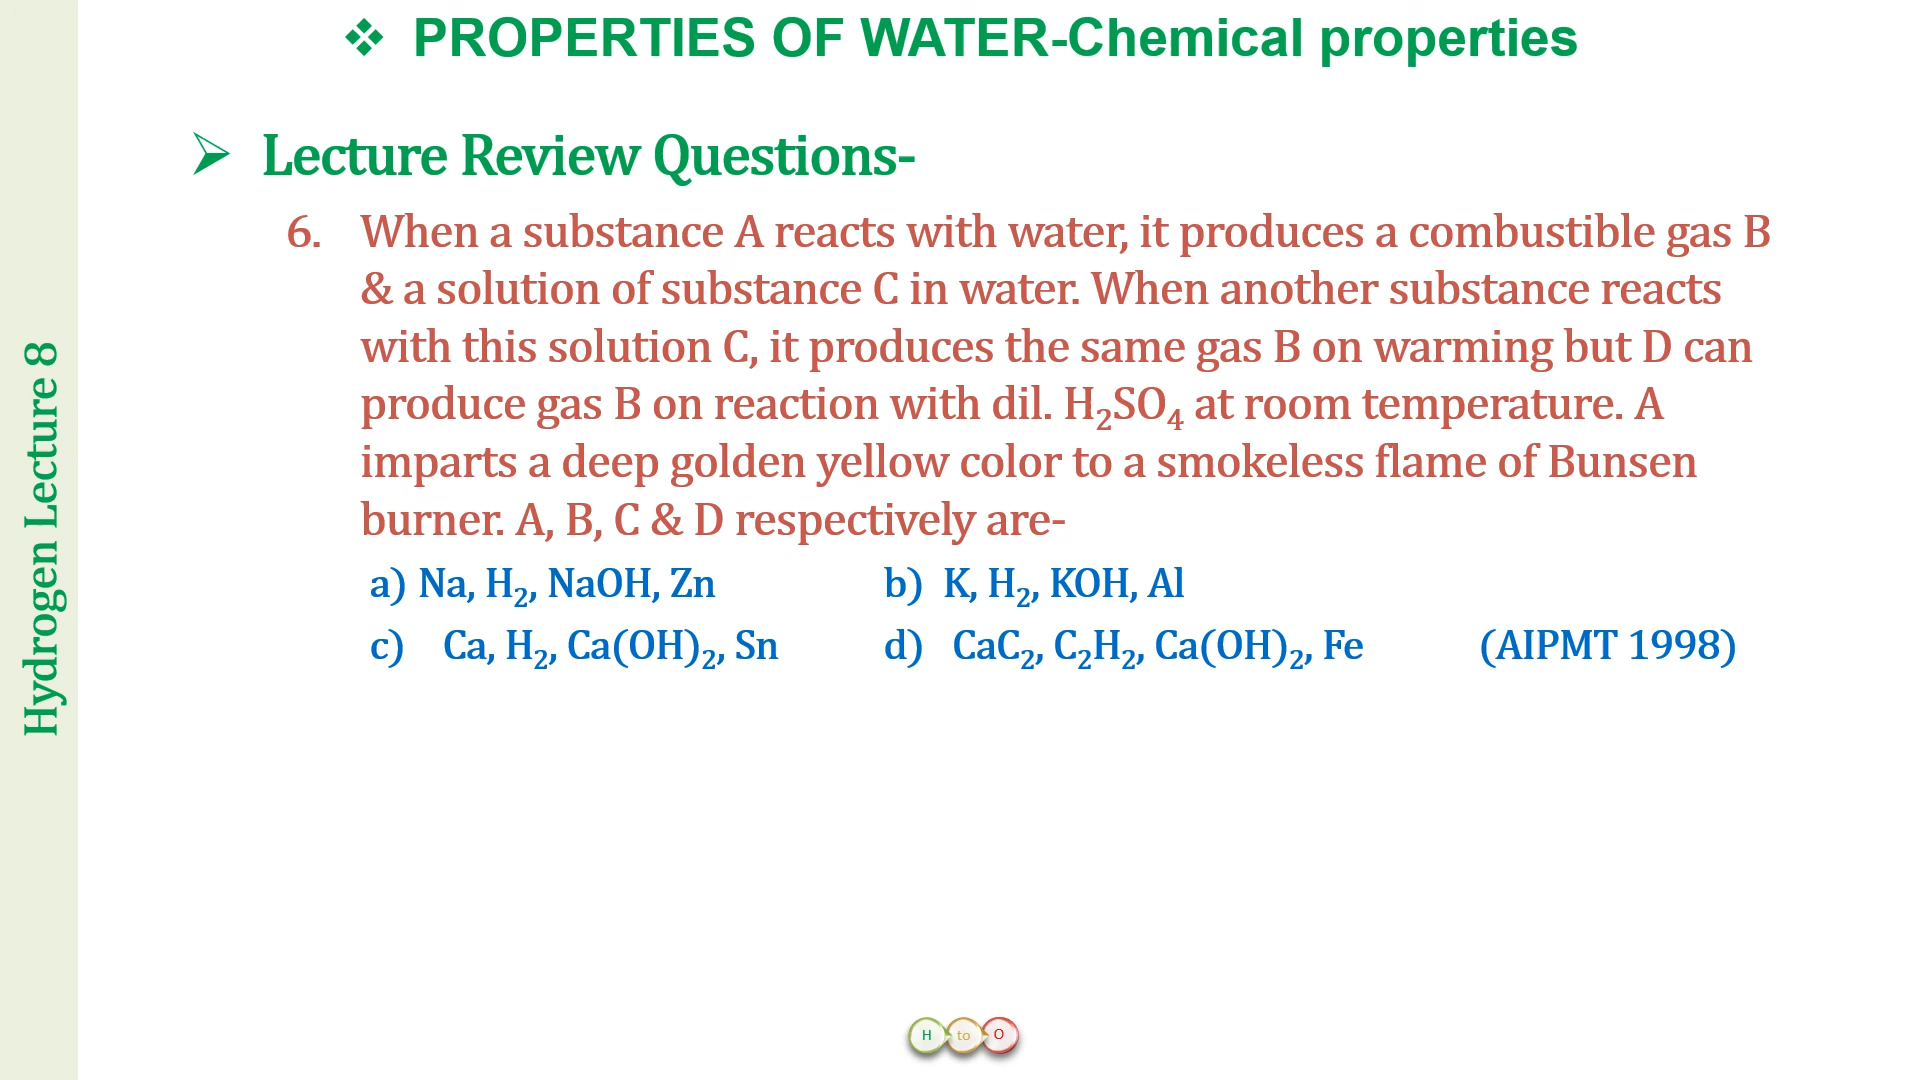 ❖ PROPERTIES OF WATER-Chemical properties
➢ Lecture Review Questions-
6. When a substance A reacts with water, it produces a combustible gas B
& a solution of substance C in water. When another substance reacts
with this solution C, it produces the same gas B on warming but D can
produce gas B on reaction with dil. H₂SO₄ at room temperature. A
imparts a deep golden yellow color to a smokeless flame of Bunsen
burner. A, B, C & D respectively are-
a) Na, H₂, NaOH, Zn b) K, H₂, KOH, Al
c) Ca, H₂, Ca(OH)₂, Sn d) CaC₂, C₂H₂, Ca(OH)₂, Fe (AIPMT 1998)
Hydrogen Lecture 8
H to O